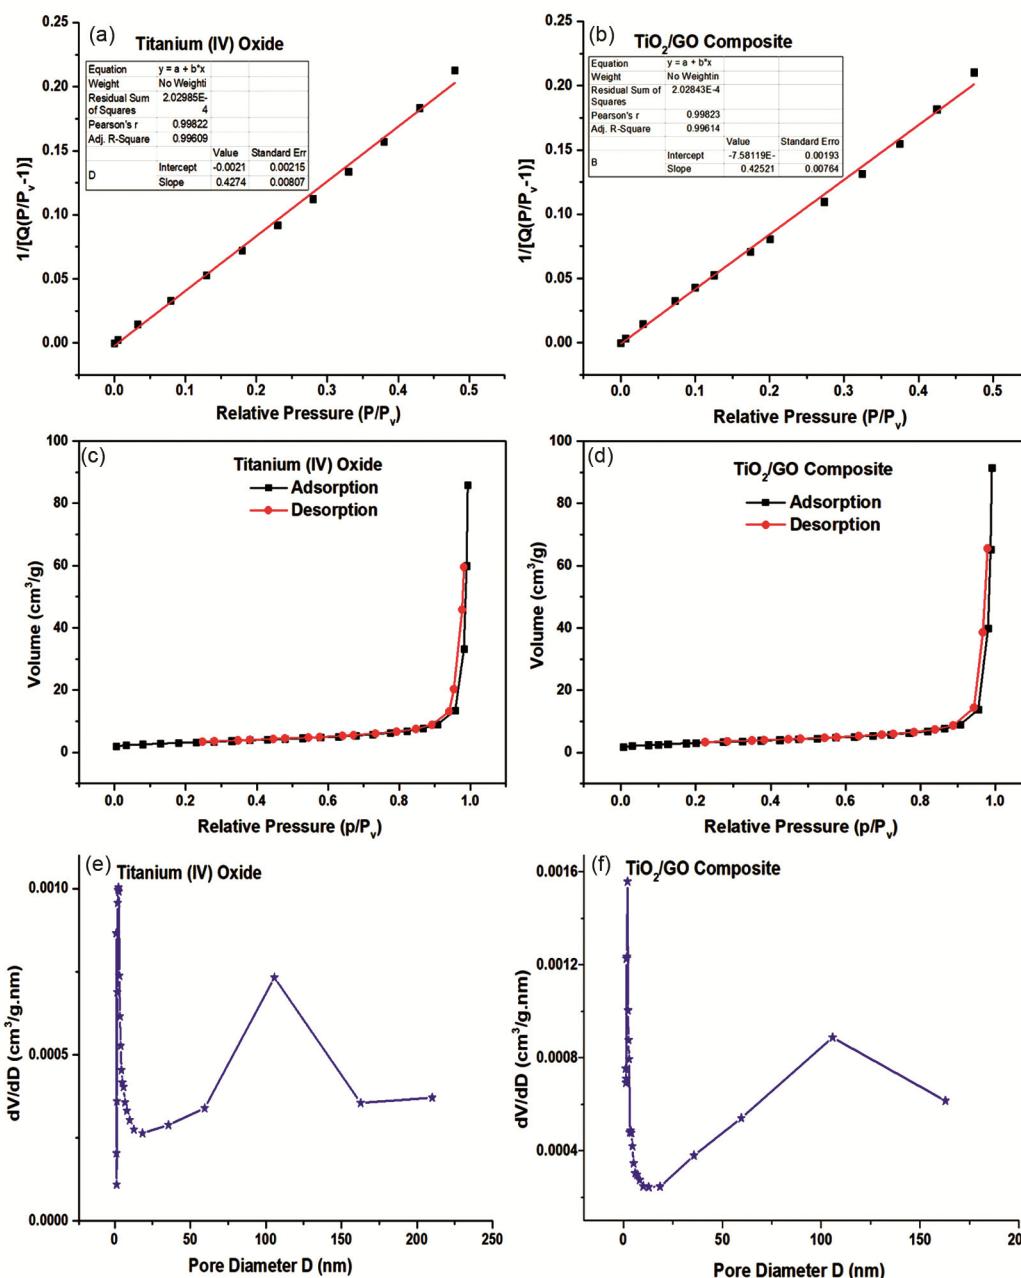 (a)
Titanium (IV) Oxide
Equation y = a + b*x
Weight No Weighti
Residual Sum of Squares 2.02985E-4
Pearson's r 0.99822
Adj. R-Square 0.99609
Value Standard Err
D Intercept -0.0021 0.00215
Slope 0.4274 0.00807
1/[Q(P/Pv-1)]
0.25
0.20
0.15
0.10
0.05
0.00
0.0 0.1 0.2 0.3 0.4 0.5
Relative Pressure (P/Pv)
(b)
TiO2/GO Composite
Equation y = a + b*x
Weight No Weightin
Residual Sum of Squares 2.02843E-4
Pearson's r 0.99823
Adj. R-Square 0.99614
Value Standard Erro
B Intercept -7.58119E- 0.00193
Slope 0.42521 0.00764
1/[Q(P/Pv-1)]
0.25
0.20
0.15
0.10
0.05
0.00
0.0 0.1 0.2 0.3 0.4 0.5
Relative Pressure (P/Pv)
(c)
Titanium (IV) Oxide
Adsorption
Desorption
Volume (cm3/g)
100
80
60
40
20
0
0.0 0.2 0.4 0.6 0.8 1.0
Relative Pressure (p/Pv)
(d)
TiO2/GO Composite
Adsorption
Desorption
Volume (cm3/g)
100
80
60
40
20
0
0.0 0.2 0.4 0.6 0.8 1.0
Relative Pressure (p/Pv)
(e)
Titanium (IV) Oxide
dV/dD (cm3/g.nm)
0.0010
0.0005
0.0000
0 50 100 150 200 250
Pore Diameter D (nm)
(f)
TiO2/GO Composite
dV/dD (cm3/g.nm)
0.0016
0.0012
0.0008
0.0004
0 50 100 150
Pore Diameter D (nm)